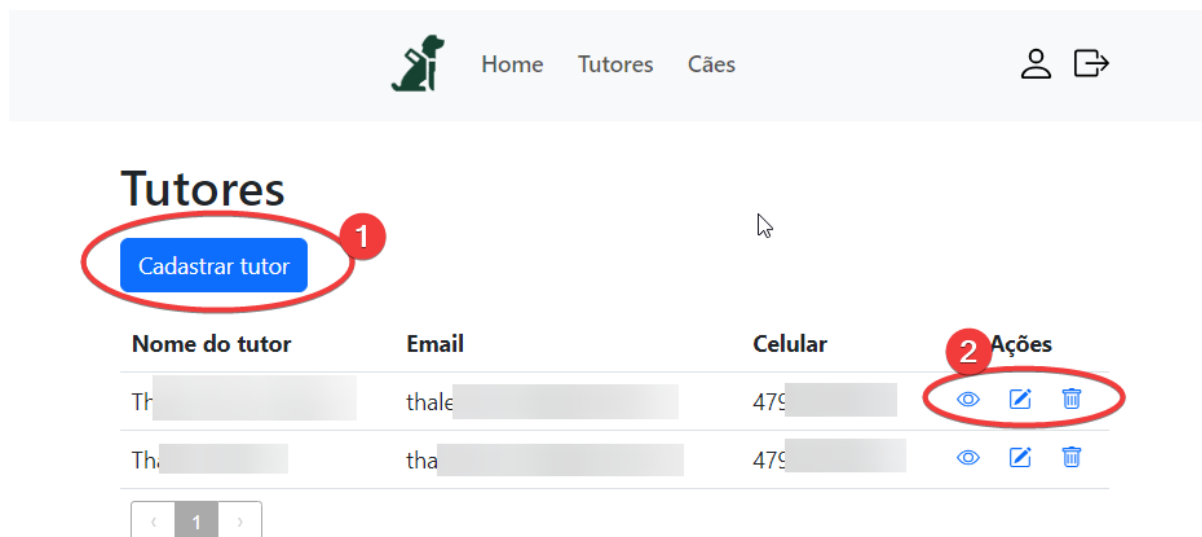 Home Tutores Cães
Tutores
1
Cadastrar tutor
Nome do tutor Email Celular 2 Ações
Th thale 479
Tha tha 479
1